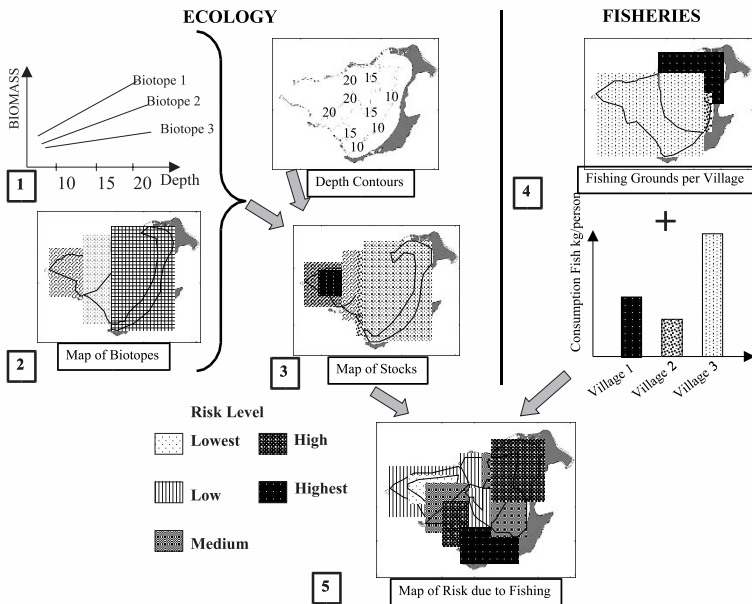 ECOLOGY
FISHERIES
BIOMASS
Biotope 1
Biotope 2
Biotope 3
10 15 20 Depth
1
20 15
20 10
20 15
15 10
10
Depth Contours
4
Fishing Grounds per Village
+
2
Map of Biotopes
3
Map of Stocks
Consumption Fish kg/person
Village 1
Village 2
Village 3
Risk Level
Lowest
High
Low
Highest
Medium
5
Map of Risk due to Fishing